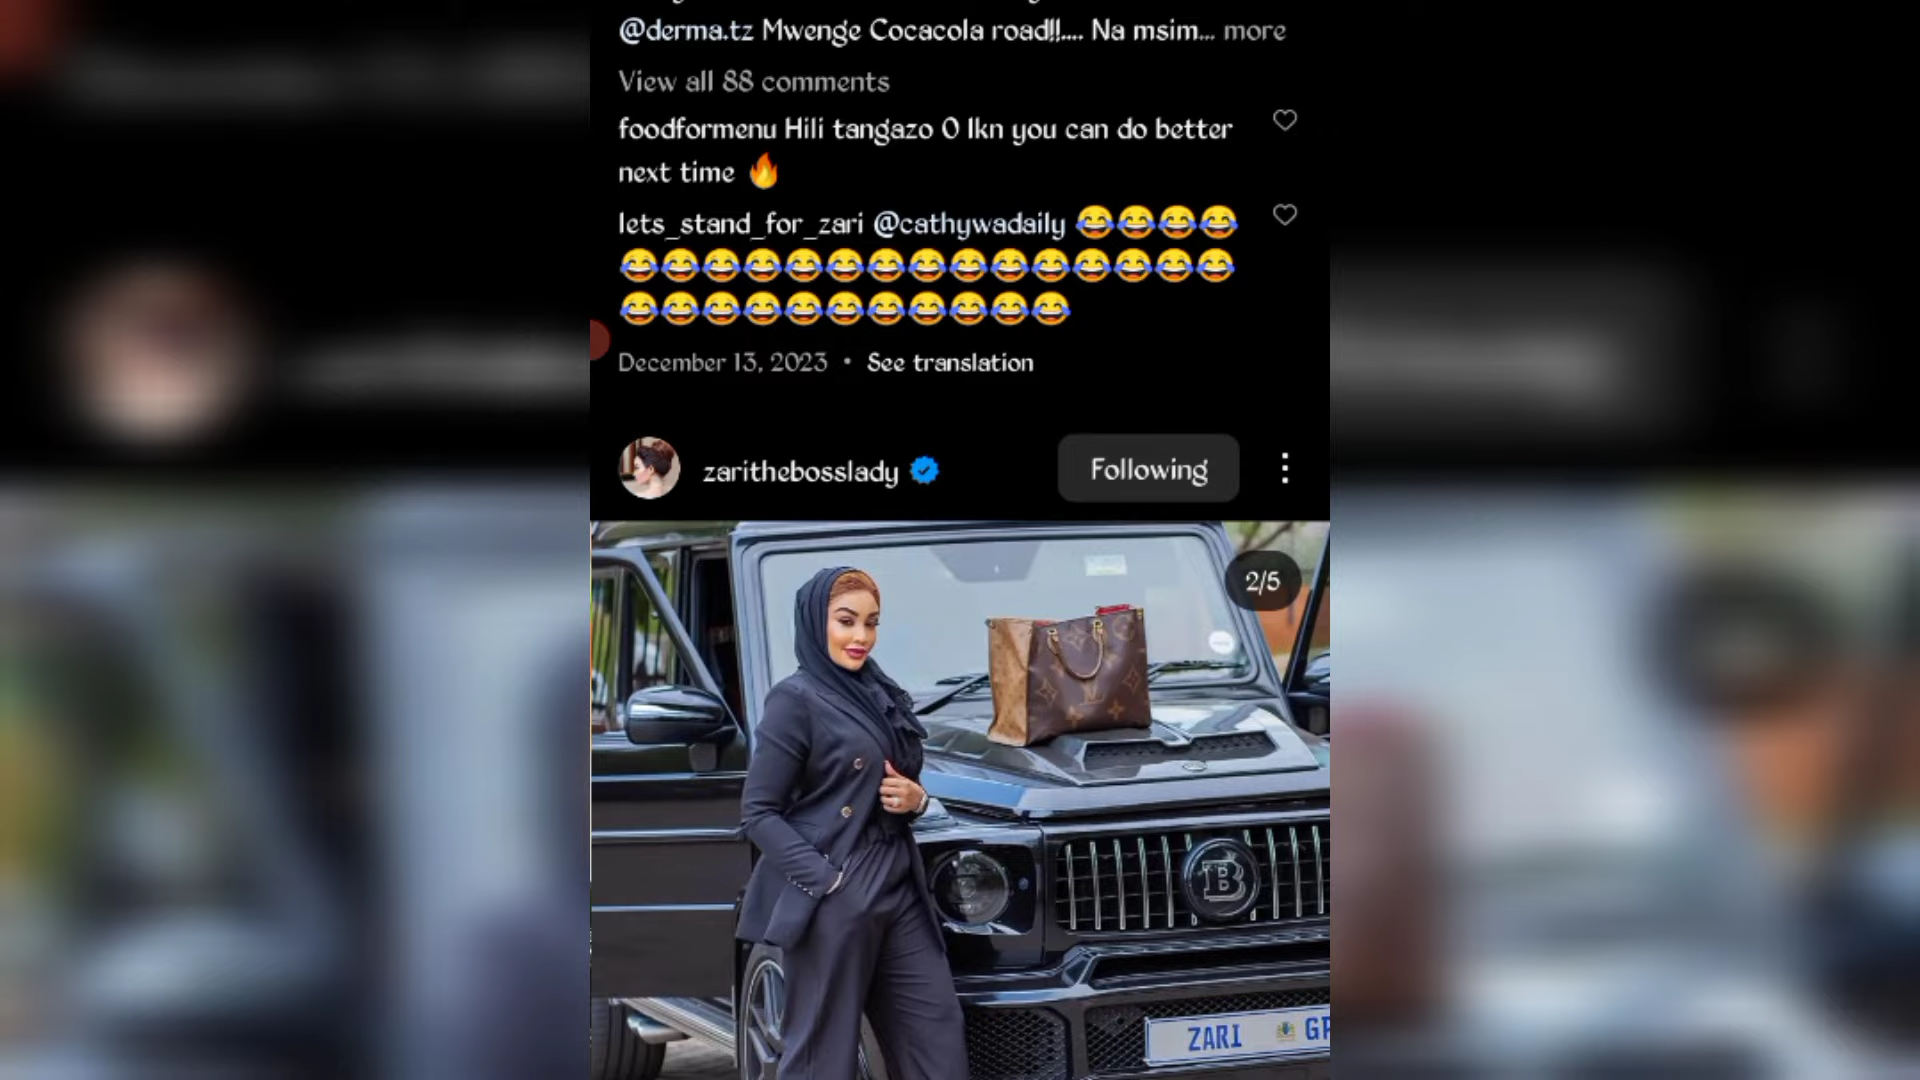 @derma.tz Mwenge Cocacola road!!.... Na msim... more
View all 88 comments
foodformenu Hili tangazo 0 lkn you can do better
next time 🔥
lets_stand_for_zari @cathywadaily 😂😂😂😂
😂😂😂😂😂😂😂😂😂😂😂😂😂😂😂
😂😂😂😂😂😂😂😂😂😂😂
December 13, 2023 • See translation
zarithebosslady
Following
2/5
B
ZARI GP